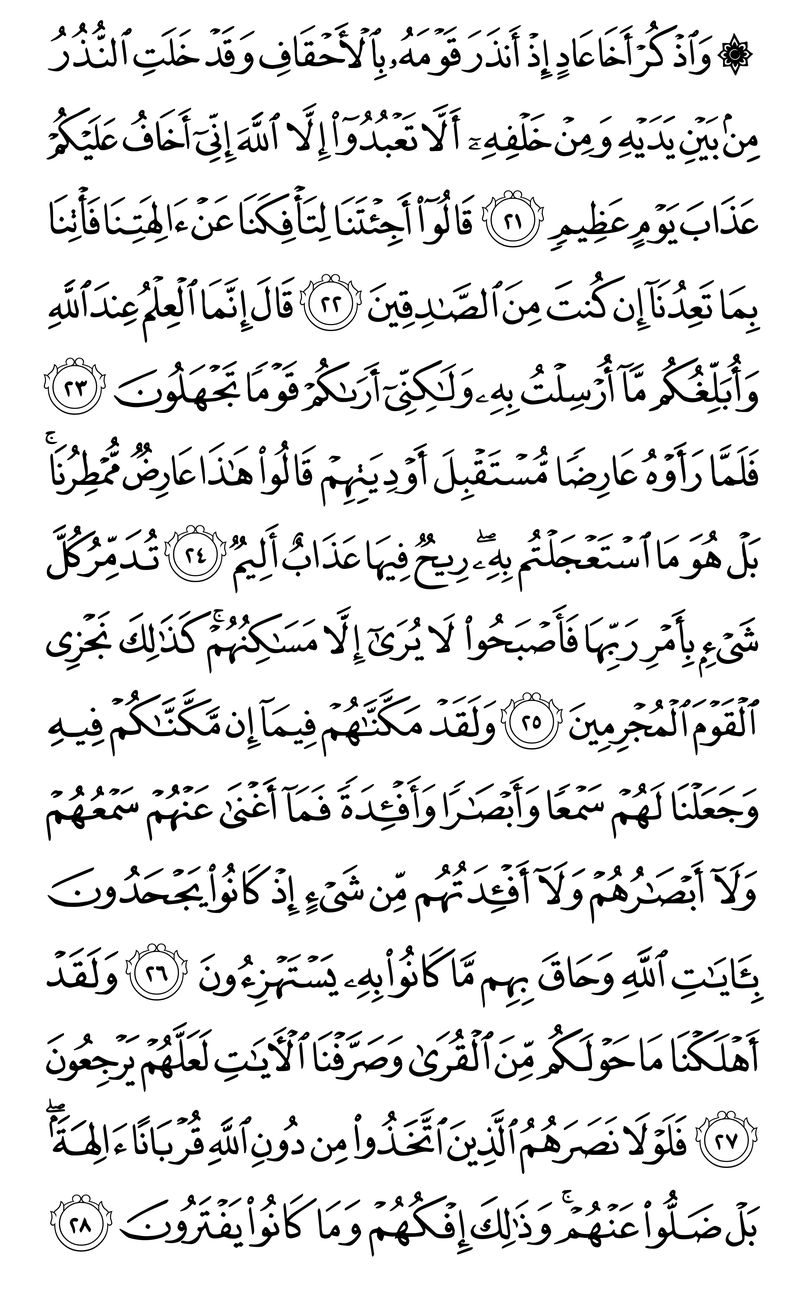 ۞ وَٱذۡكُرۡ أَخَا عَادٍ إِذۡ أَنذَرَ قَوۡمَهُۥ بِٱلۡأَحۡقَافِ وَقَدۡ خَلَتِ ٱلنُّذُرُ
مِنۢ بَيۡنِ يَدَيۡهِ وَمِنۡ خَلۡفِهِۦٓ أَلَّا تَعۡبُدُوٓاْ إِلَّا ٱللَّهَ إِنِّيٓ أَخَافُ عَلَيۡكُمۡ
عَذَابَ يَوۡمٍ عَظِيمٖ ٢١ قَالُوٓاْ أَجِئۡتَنَا لِتَأۡفِكَنَا عَنۡ ءَالِهَتِنَا فَأۡتِنَا
بِمَا تَعِدُنَآ إِن كُنتَ مِنَ ٱلصَّٰدِقِينَ ٢٢ قَالَ إِنَّمَا ٱلۡعِلۡمُ عِندَ ٱللَّهِ
وَأُبَلِّغُكُم مَّآ أُرۡسِلۡتُ بِهِۦ وَلَٰكِنِّيٓ أَرَىٰكُمۡ قَوۡمٗا تَجۡهَلُونَ ٢٣
فَلَمَّا رَأَوۡهُ عَارِضٗا مُّسۡتَقۡبِلَ أَوۡدِيَتِهِمۡ قَالُواْ هَٰذَا عَارِضٞ مُّمۡطِرُنَاۚ
بَلۡ هُوَ مَا ٱسۡتَعۡجَلۡتُم بِهِۦۖ رِيحٞ فِيهَا عَذَابٌ أَلِيمٞ ٢٤ تُدَمِّرُ كُلَّ
شَيۡءِۭ بِأَمۡرِ رَبِّهَا فَأَصۡبَحُواْ لَا يُرَىٰٓ إِلَّا مَسَٰكِنُهُمۡۚ كَذَٰلِكَ نَجۡزِي
ٱلۡقَوۡمَ ٱلۡمُجۡرِمِينَ ٢٥ وَلَقَدۡ مَكَّنَّٰهُمۡ فِيمَآ إِن مَّكَّنَّٰكُمۡ فِيهِ
وَجَعَلۡنَا لَهُمۡ سَمۡعٗا وَأَبۡصَٰرٗا وَأَفۡـِٔدَةٗ فَمَآ أَغۡنَىٰ عَنۡهُمۡ سَمۡعُهُمۡ
وَلَآ أَبۡصَٰرُهُمۡ وَلَآ أَفۡـِٔدَتُهُم مِّن شَيۡءٍ إِذۡ كَانُواْ يَجۡحَدُونَ
بِـَٔايَٰتِ ٱللَّهِ وَحَاقَ بِهِم مَّا كَانُواْ بِهِۦ يَسۡتَهۡزِءُونَ ٢٦ وَلَقَدۡ
أَهۡلَكۡنَا مَا حَوۡلَكُم مِّنَ ٱلۡقُرَىٰ وَصَرَّفۡنَا ٱلۡأٓيَٰتِ لَعَلَّهُمۡ يَرۡجِعُونَ
٢٧ فَلَوۡلَا نَصَرَهُمُ ٱلَّذِينَ ٱتَّخَذُواْ مِن دُونِ ٱللَّهِ قُرۡبَانًا ءَالِهَةَۢۖ
بَلۡ ضَلُّواْ عَنۡهُمۡۚ وَذَٰلِكَ إِفۡكُهُمۡ وَمَا كَانُواْ يَفۡتَرُونَ ٢٨